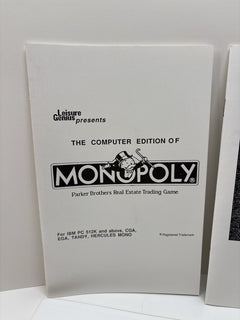 Leisure
Genius presents
THE COMPUTER EDITION OF
MONOPOLY
Parker Brothers Real Estate Trading Game
For IBM PC 512K and above, CGA,
EGA, TANDY, HERCULES MONO
® Registered Trademark